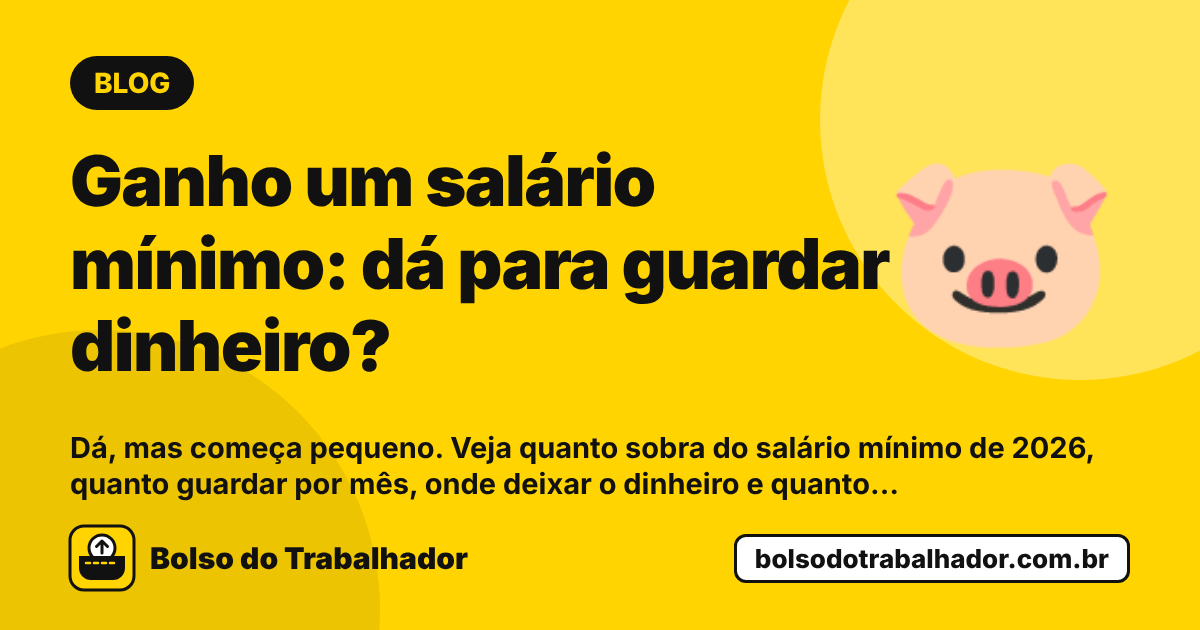 BLOG
Ganho um salário
mínimo: dá para guardar
dinheiro?
Dá, mas começa pequeno. Veja quanto sobra do salário mínimo de 2026,
quanto guardar por mês, onde deixar o dinheiro e quanto...
Bolso do Trabalhador
bolsodotrabalhador.com.br